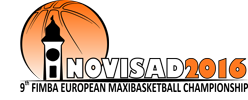 NOVISAD2016
9th FIMBA EUROPEAN MAXIBASKETBALL CHAMPIONSHIP